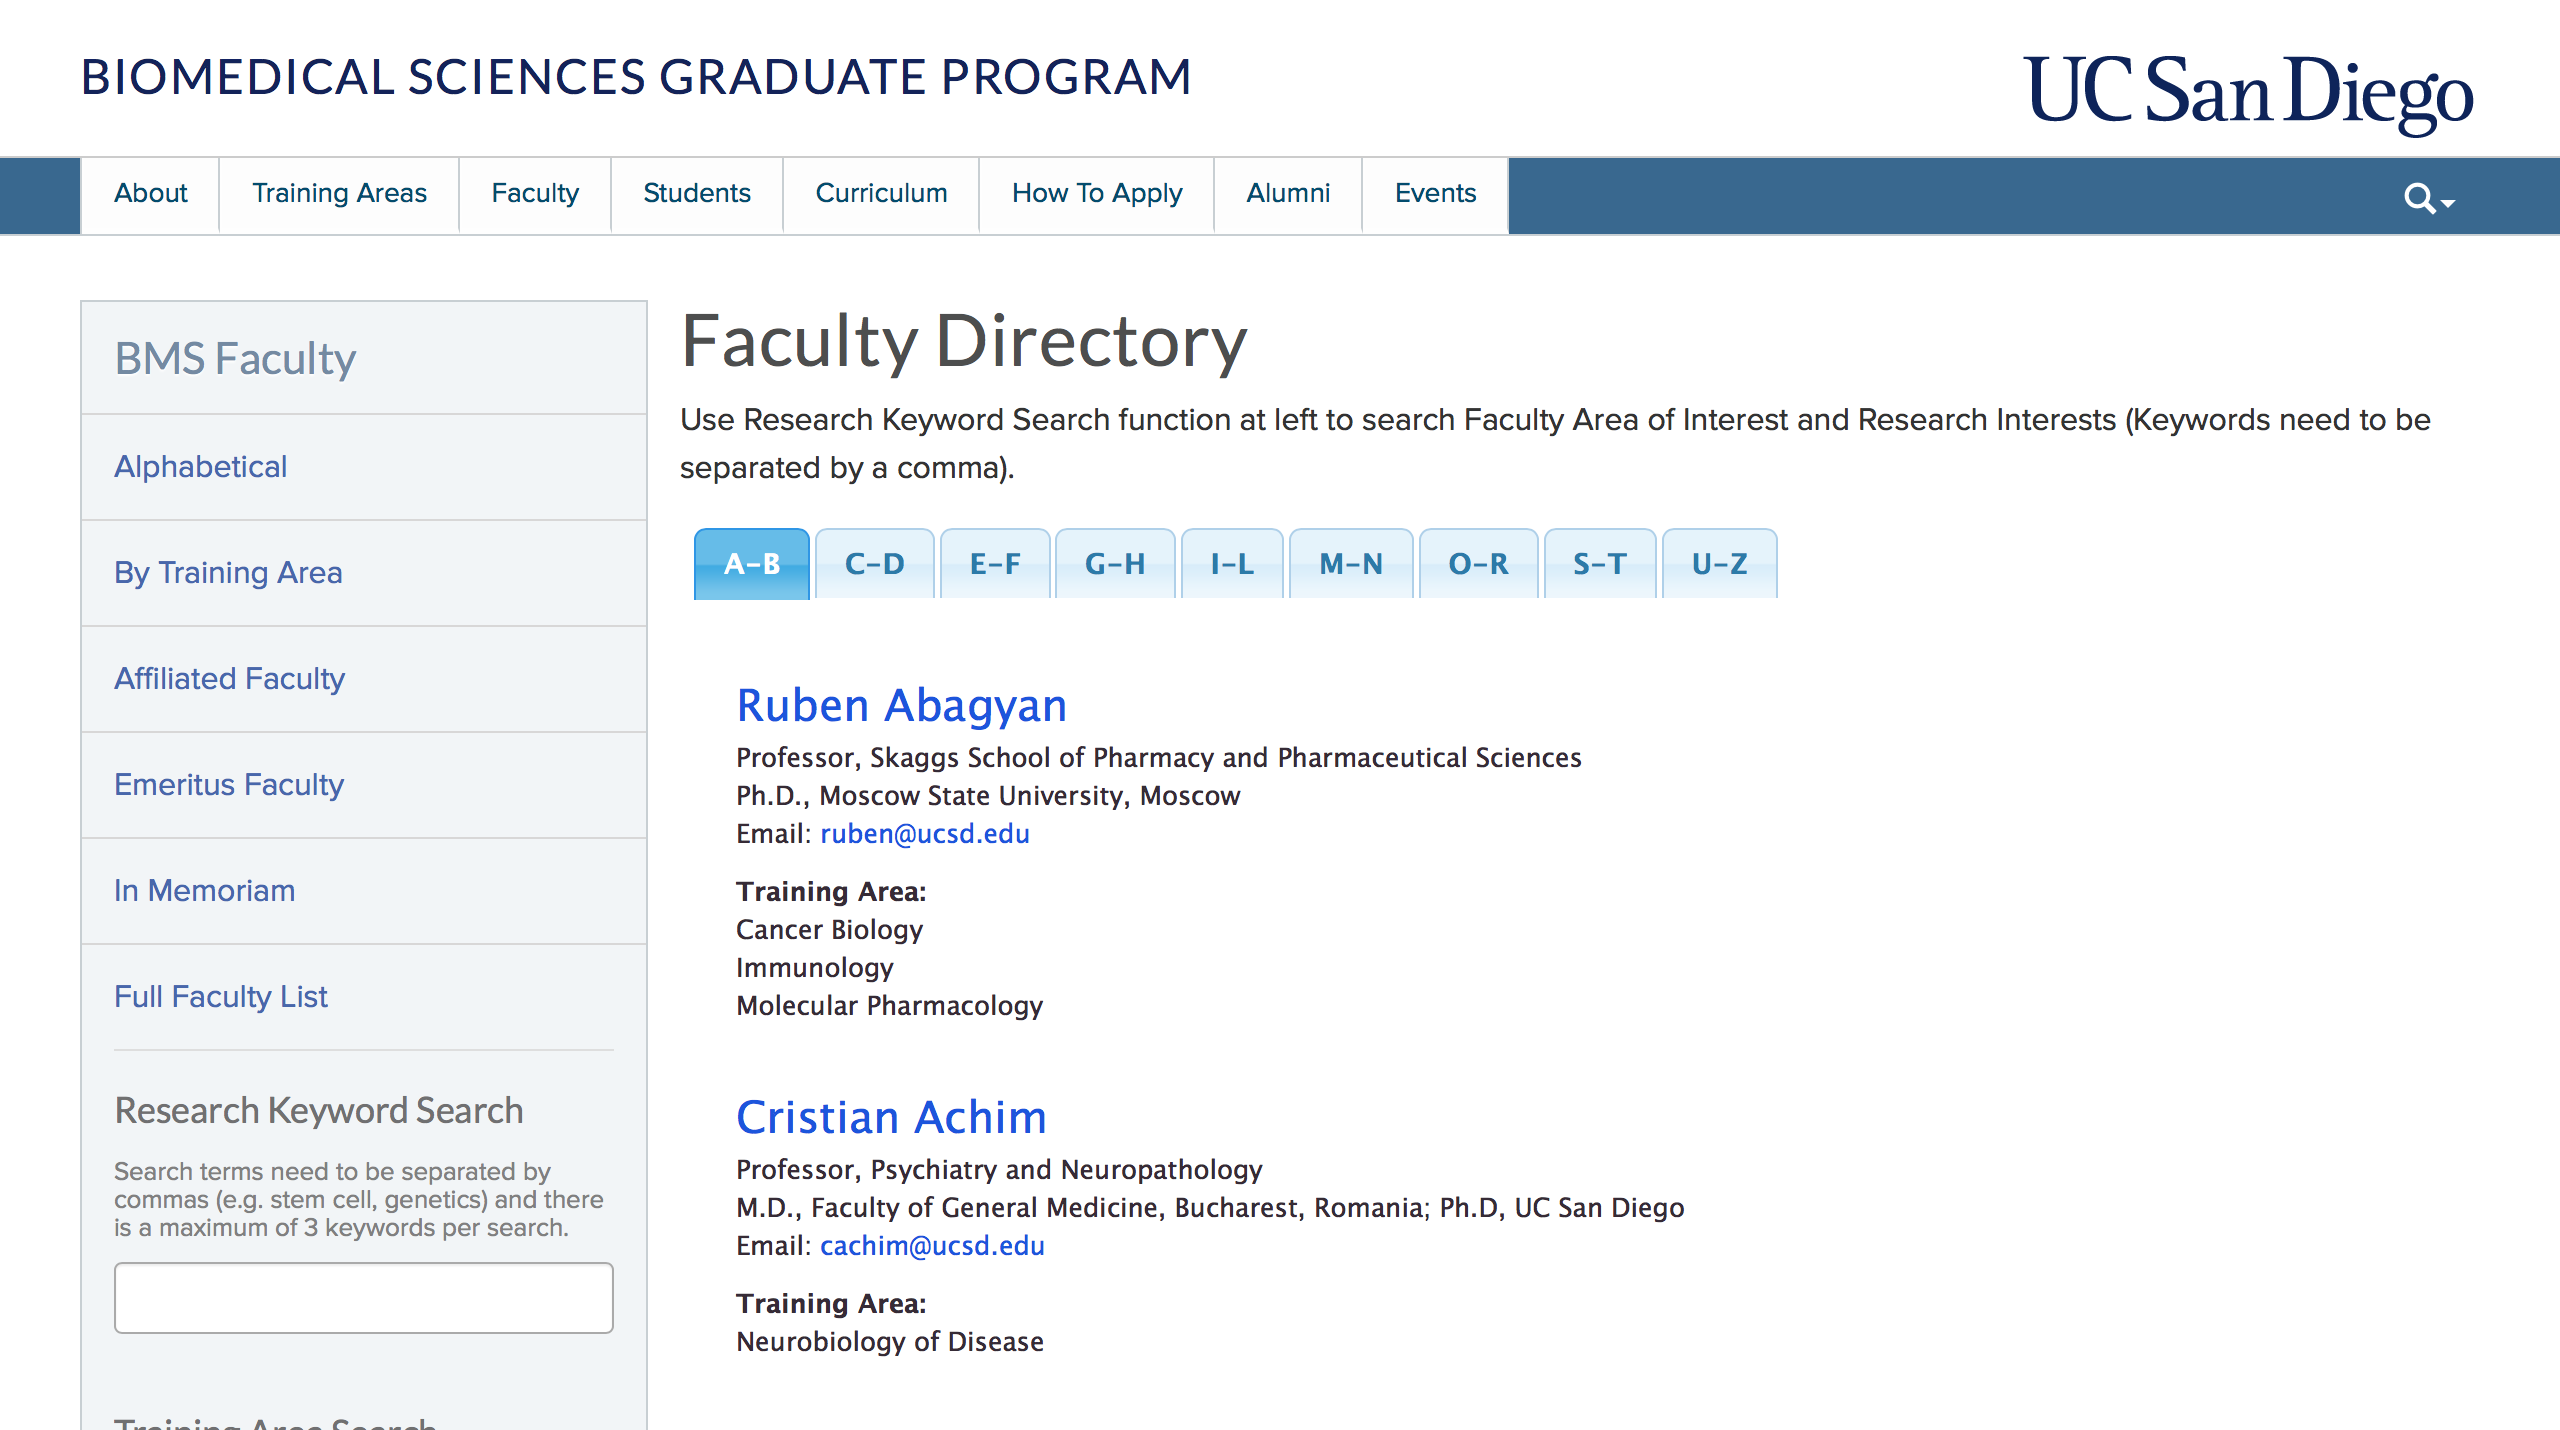 BIOMEDICAL SCIENCES GRADUATE PROGRAM
UC San Diego
About
Training Areas
Faculty
Students
Curriculum
How To Apply
Alumni
Events
BMS Faculty
Alphabetical
By Training Area
Affiliated Faculty
Emeritus Faculty
In Memoriam
Full Faculty List
Research Keyword Search
Search terms need to be separated by
commas (e.g. stem cell, genetics) and there
is a maximum of 3 keywords per search.
Training Area Search
Faculty Directory
Use Research Keyword Search function at left to search Faculty Area of Interest and Research Interests (Keywords need to be
separated by a comma).
A–B
C–D
E–F
G–H
I–L
M–N
O–R
S–T
U–Z
Ruben Abagyan
Professor, Skaggs School of Pharmacy and Pharmaceutical Sciences
Ph.D., Moscow State University, Moscow
Email: ruben@ucsd.edu
Training Area:
Cancer Biology
Immunology
Molecular Pharmacology
Cristian Achim
Professor, Psychiatry and Neuropathology
M.D., Faculty of General Medicine, Bucharest, Romania; Ph.D, UC San Diego
Email: cachim@ucsd.edu
Training Area:
Neurobiology of Disease